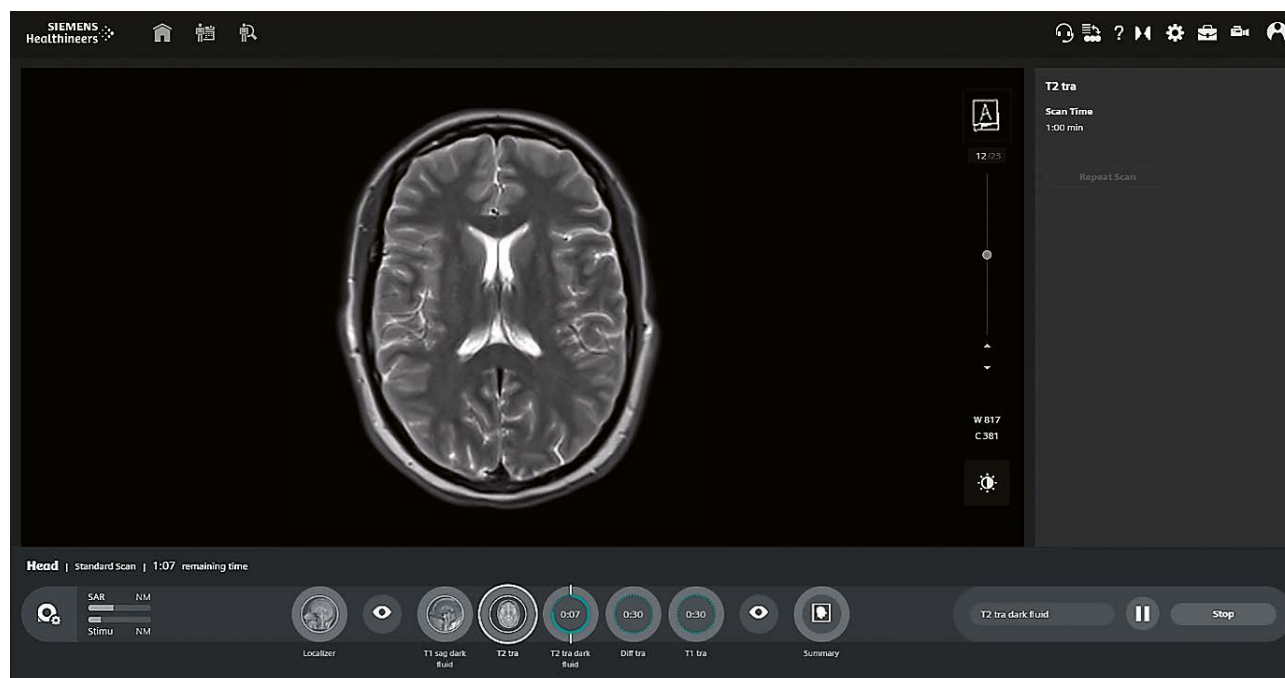 SIEMENS
Healthineers
?
A
12/23
W 817
C 381
T2 tra
Scan Time
1:00 min
Repeat Scan
Head | Standard Scan | 1:07 remaining time
SAR NM
Stimu NM
0:07
0:30
0:30
Localizer
T1 sag dark
fluid
T2 tra
T2 tra dark
fluid
Diff tra
T1 tra
Summary
T2 tra dark fluid
Stop